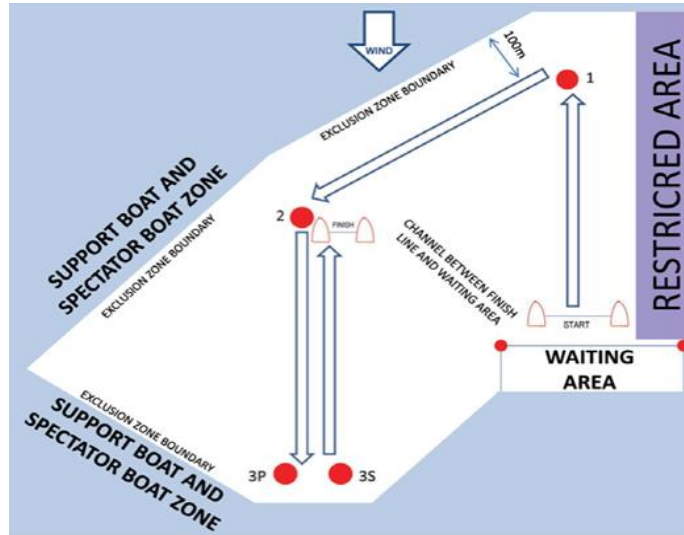 WIND
100m
1
EXCLUSION ZONE BOUNDARY
RESTRICRED AREA
SUPPORT BOAT AND
SPECTATOR BOAT ZONE
EXCLUSION ZONE BOUNDARY
2
FINISH
CHANNEL BETWEEN FINISH
LINE AND WAITING AREA
START
WAITING
AREA
EXCLUSION ZONE BOUNDARY
SUPPORT BOAT AND
SPECTATOR BOAT ZONE
3P
3S